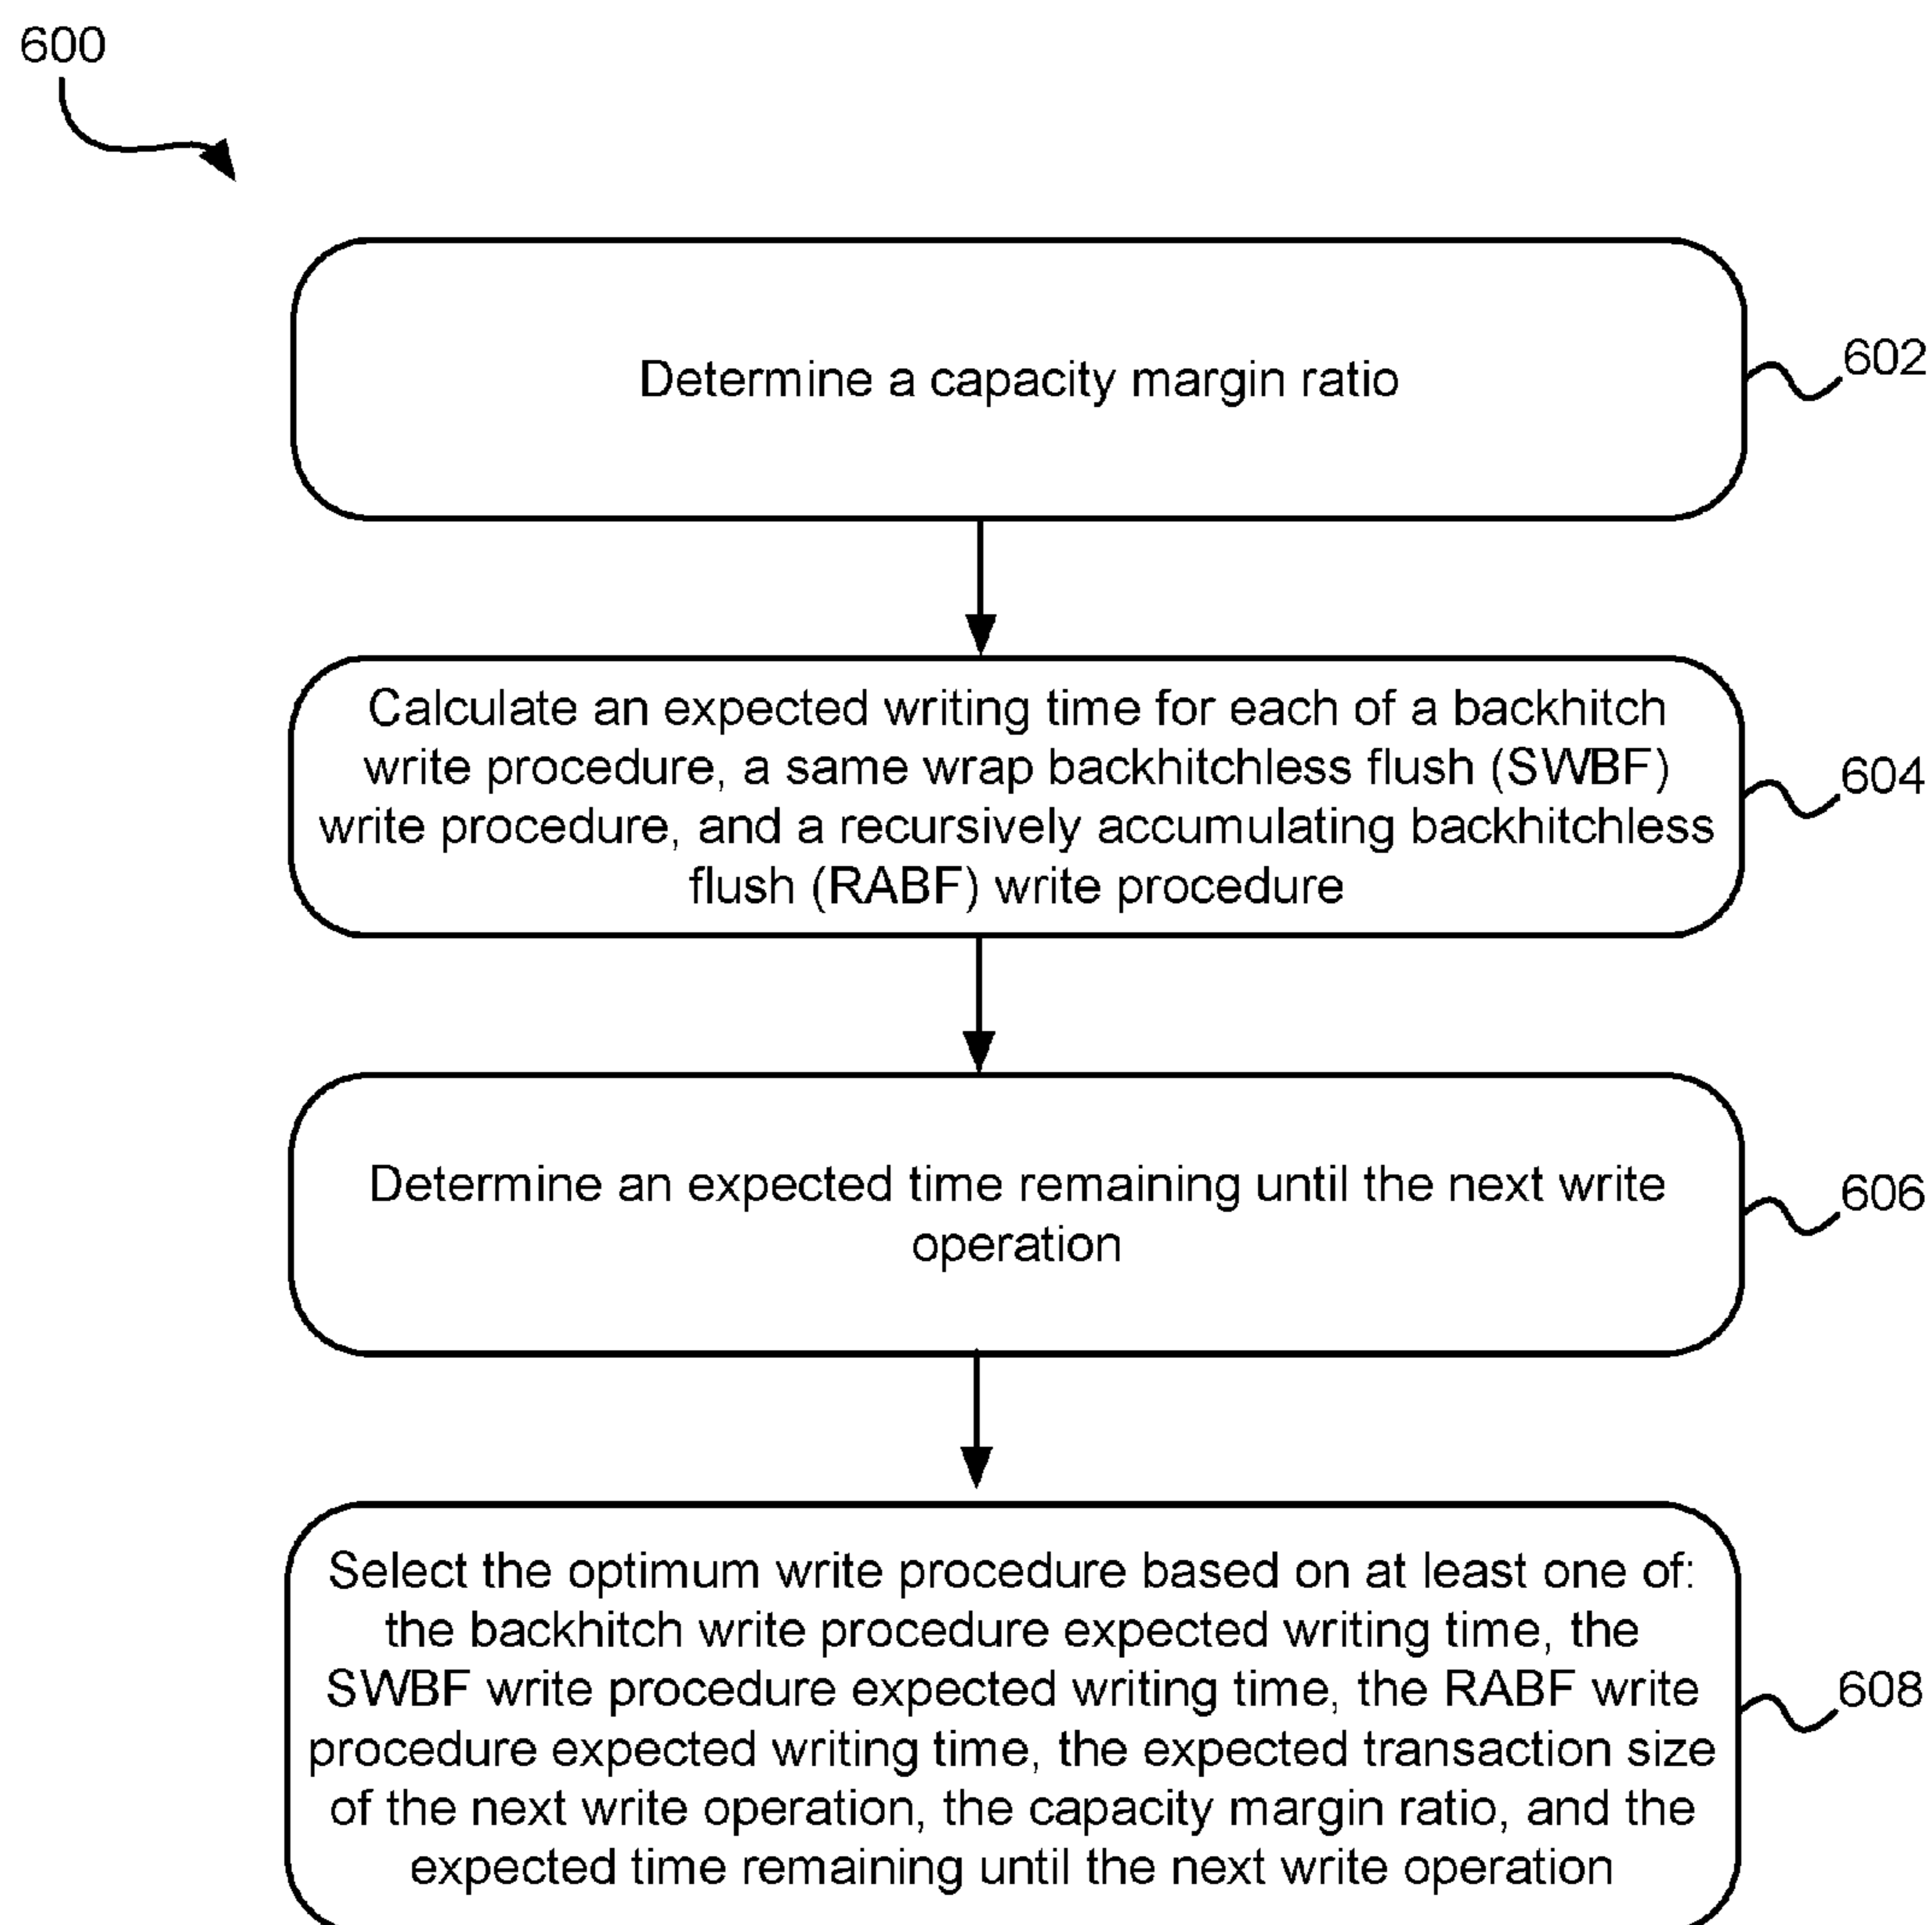 600
Determine a capacity margin ratio
602
Calculate an expected writing time for each of a backhitch
write procedure, a same wrap backhitchless flush (SWBF)
write procedure, and a recursively accumulating backhitchless
flush (RABF) write procedure
604
Determine an expected time remaining until the next write
operation
606
Select the optimum write procedure based on at least one of:
the backhitch write procedure expected writing time, the
SWBF write procedure expected writing time, the RABF write
procedure expected writing time, the expected transaction size
of the next write operation, the capacity margin ratio, and the
expected time remaining until the next write operation
608